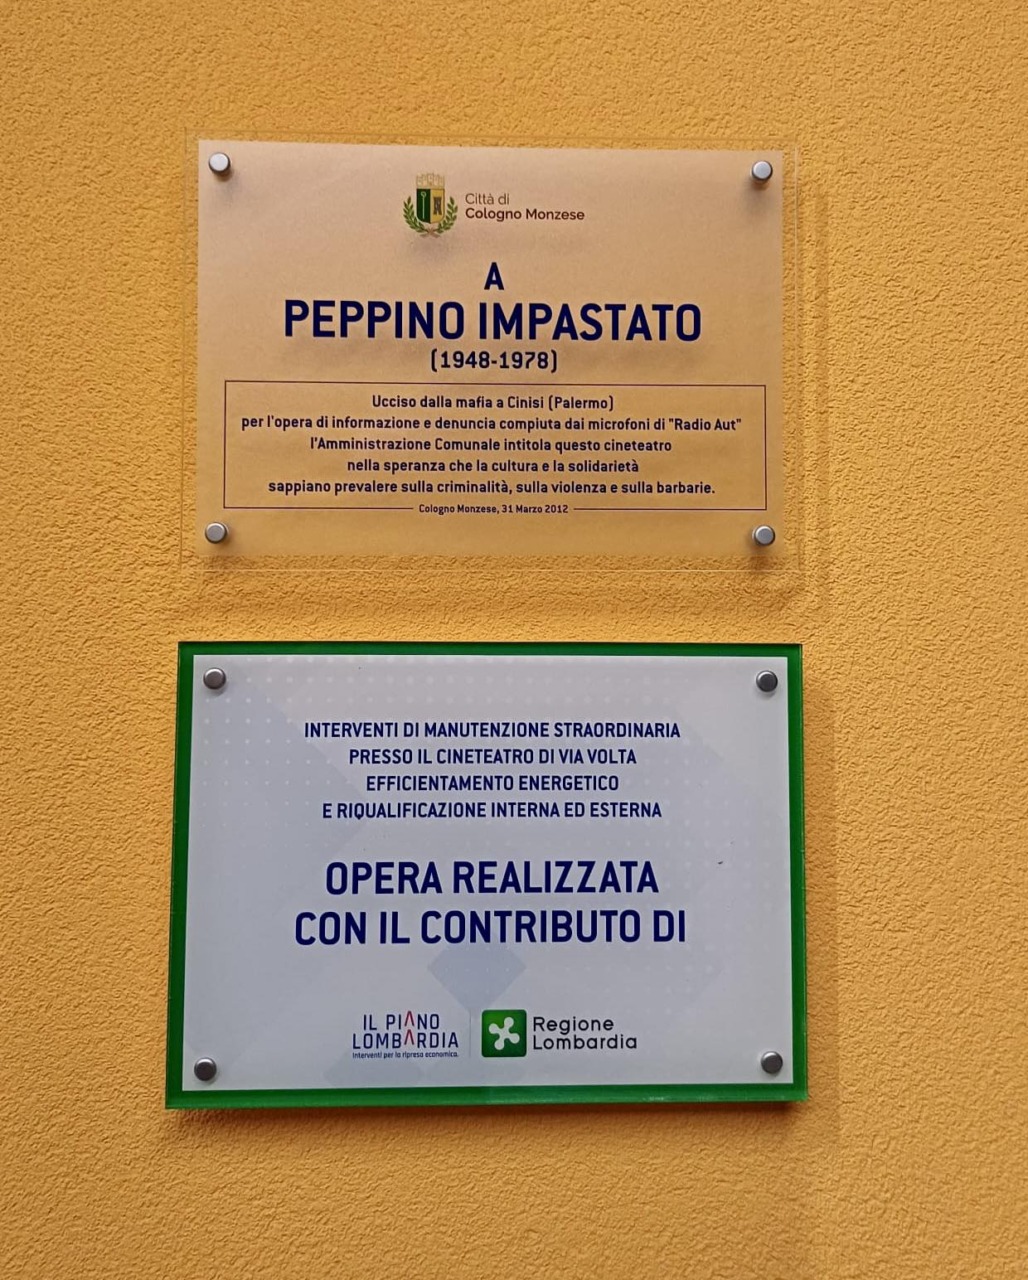 Città di
Cologno Monzese
A
PEPPINO IMPASTATO
(1948-1978)
Ucciso dalla mafia a Cinisi (Palermo)
per l'opera di informazione e denuncia compiuta dai microfoni di "Radio Aut"
l'Amministrazione Comunale intitola questo cineteatro
nella speranza che la cultura e la solidarietà
sappiano prevalere sulla criminalità, sulla violenza e sulla barbarie.
Cologno Monzese, 31 Marzo 2012
INTERVENTI DI MANUTENZIONE STRAORDINARIA
PRESSO IL CINETEATRO DI VIA VOLTA
EFFICIENTAMENTO ENERGETICO
E RIQUALIFICAZIONE INTERNA ED ESTERNA
OPERA REALIZZATA
CON IL CONTRIBUTO DI
IL PIANO
LOMBARDIA
Interventi per la ripresa economica.
Regione
Lombardia